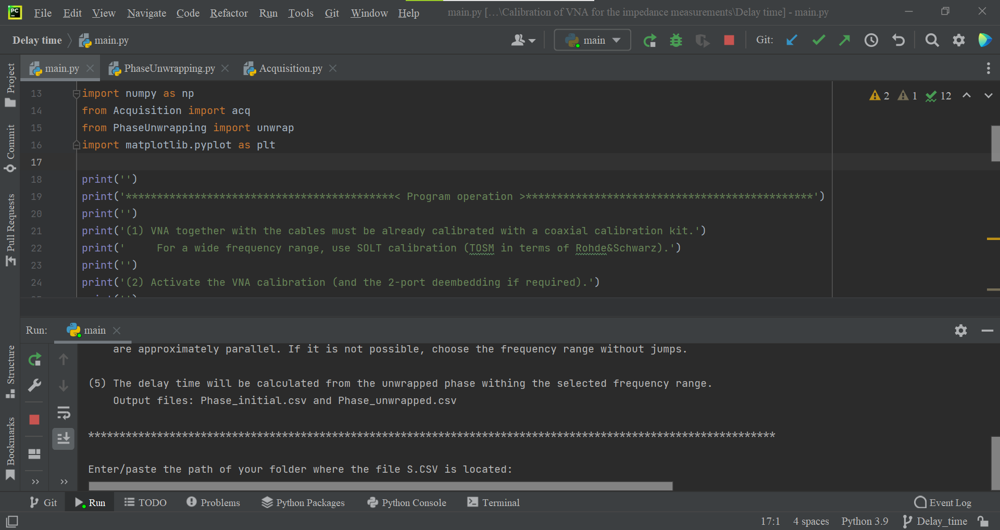 PC File Edit View Navigate Code Refactor Run Tools Git Window Help main.py [...\Calibration of VNA for the impedance measurements\Delay time] - main.py
Delay time main.py main Git:
main.py PhaseUnwrapping.py Acquisition.py
Project
Commit
Pull Requests
Structure
Bookmarks
2 1 12
13 import numpy as np
14 from Acquisition import acq
15 from PhaseUnwrapping import unwrap
16 import matplotlib.pyplot as plt
17
18 print('')
19 print('*******************************************< Program operation >**********************************************')
20 print('')
21 print('(1) VNA together with the cables must be already calibrated with a coaxial calibration kit.')
22 print('     For a wide frequency range, use SOLT calibration (TOSM in terms of Rohde&Schwarz).')
23 print('')
24 print('(2) Activate the VNA calibration (and the 2-port deembedding if required).')
Run: main
are approximately parallel. If it is not possible, choose the frequency range without jumps.
(5) The delay time will be calculated from the unwrapped phase withing the selected frequency range.
Output files: Phase_initial.csv and Phase_unwrapped.csv
**************************************************************************************************************
Enter/paste the path of your folder where the file S.CSV is located:
Git Run TODO Problems Python Packages Python Console Terminal Event Log
17:1 4 spaces Python 3.9 Delay_time